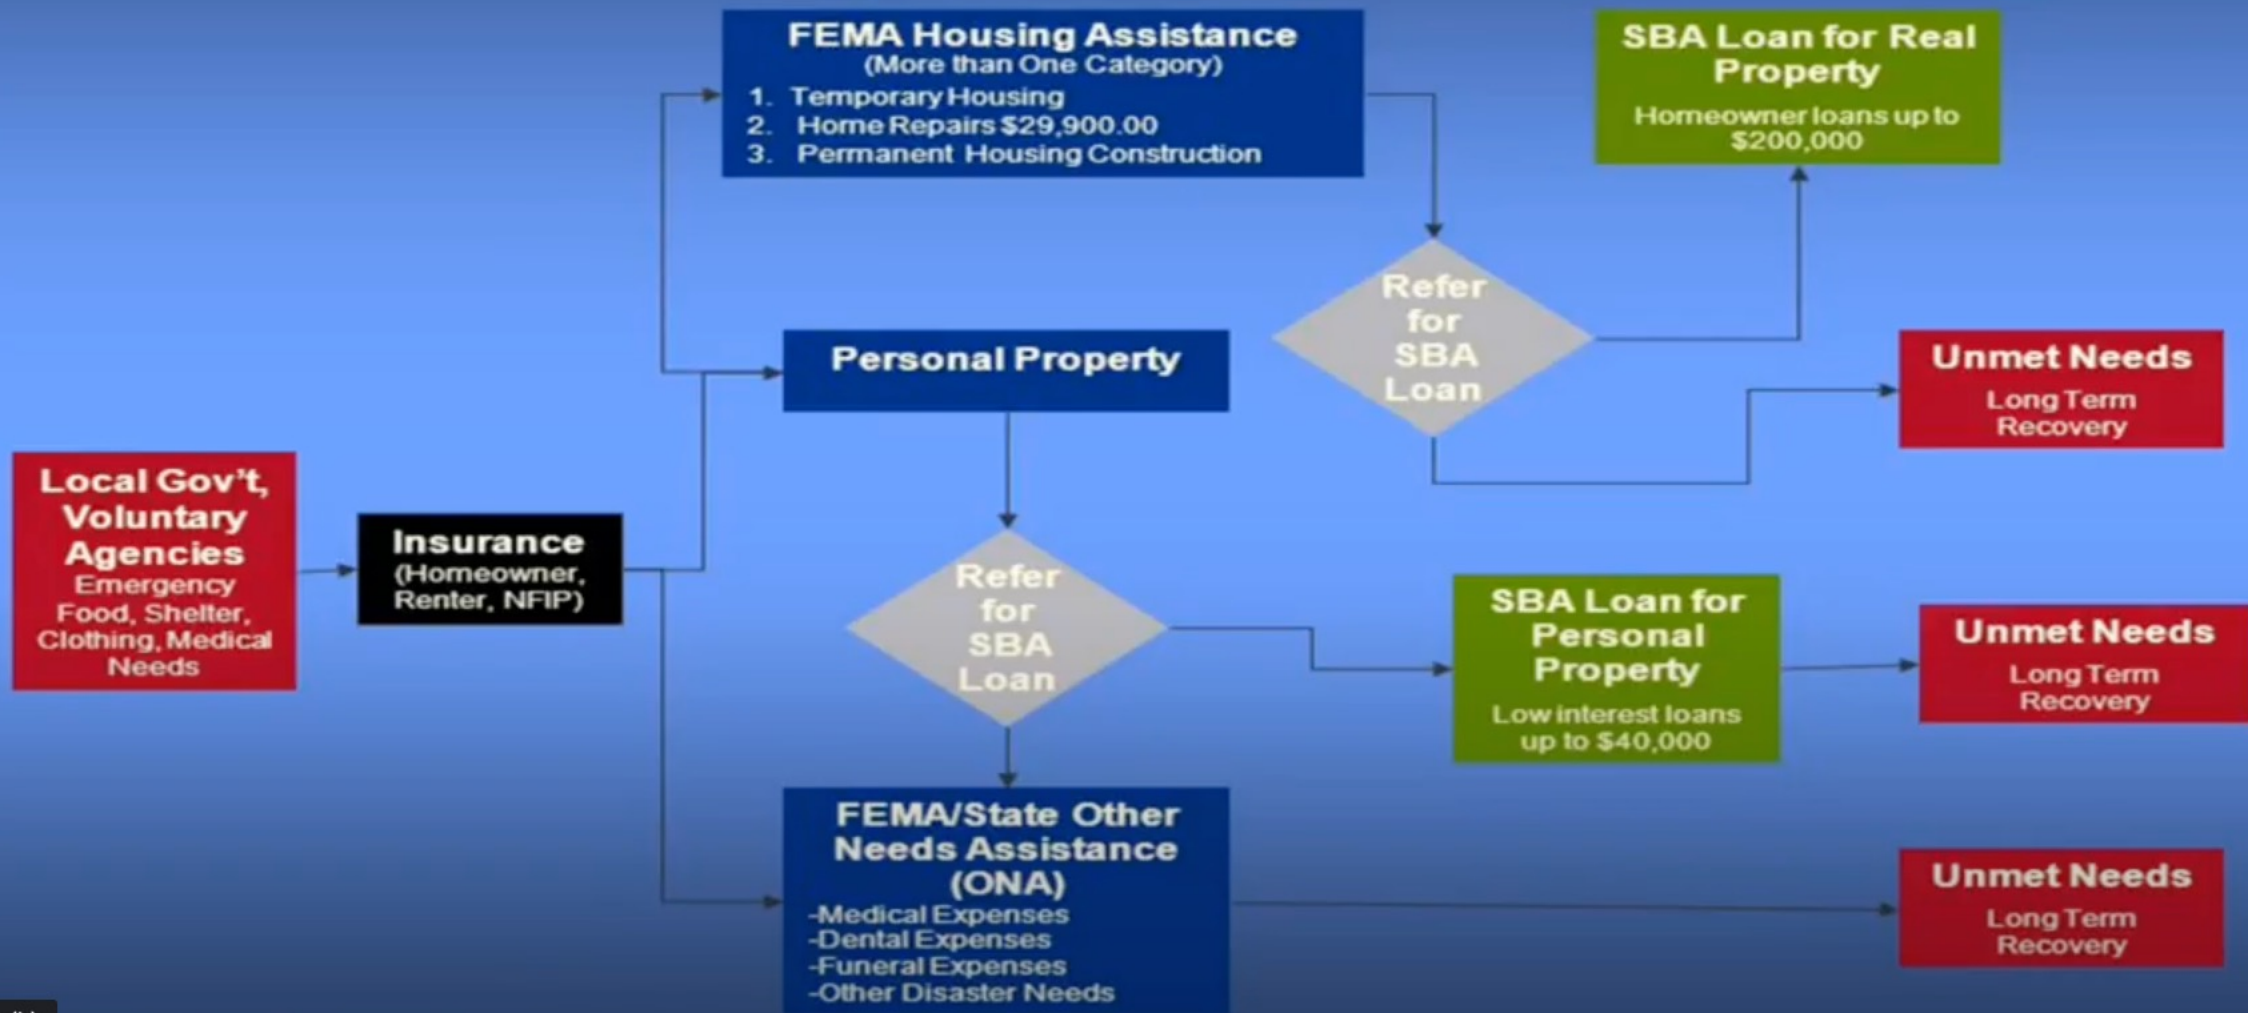 FEMA Housing Assistance
(More than One Category)
1. Temporary Housing
2. Home Repairs $29,900.00
3. Permanent Housing Construction
SBA Loan for Real
Property
Homeowner loans up to
$200,000
Refer
for
SBA
Loan
Personal Property
Unmet Needs
Long Term
Recovery
Local Gov't,
Voluntary
Agencies
Emergency
Food, Shelter,
Clothing, Medical
Needs
Insurance
(Homeowner,
Renter, NFIP)
Refer
for
SBA
Loan
SBA Loan for
Personal
Property
Low interest loans
up to $40,000
Unmet Needs
Long Term
Recovery
FEMA/State Other
Needs Assistance
(ONA)
-Medical Expenses
-Dental Expenses
-Funeral Expenses
-Other Disaster Needs
Unmet Needs
Long Term
Recovery